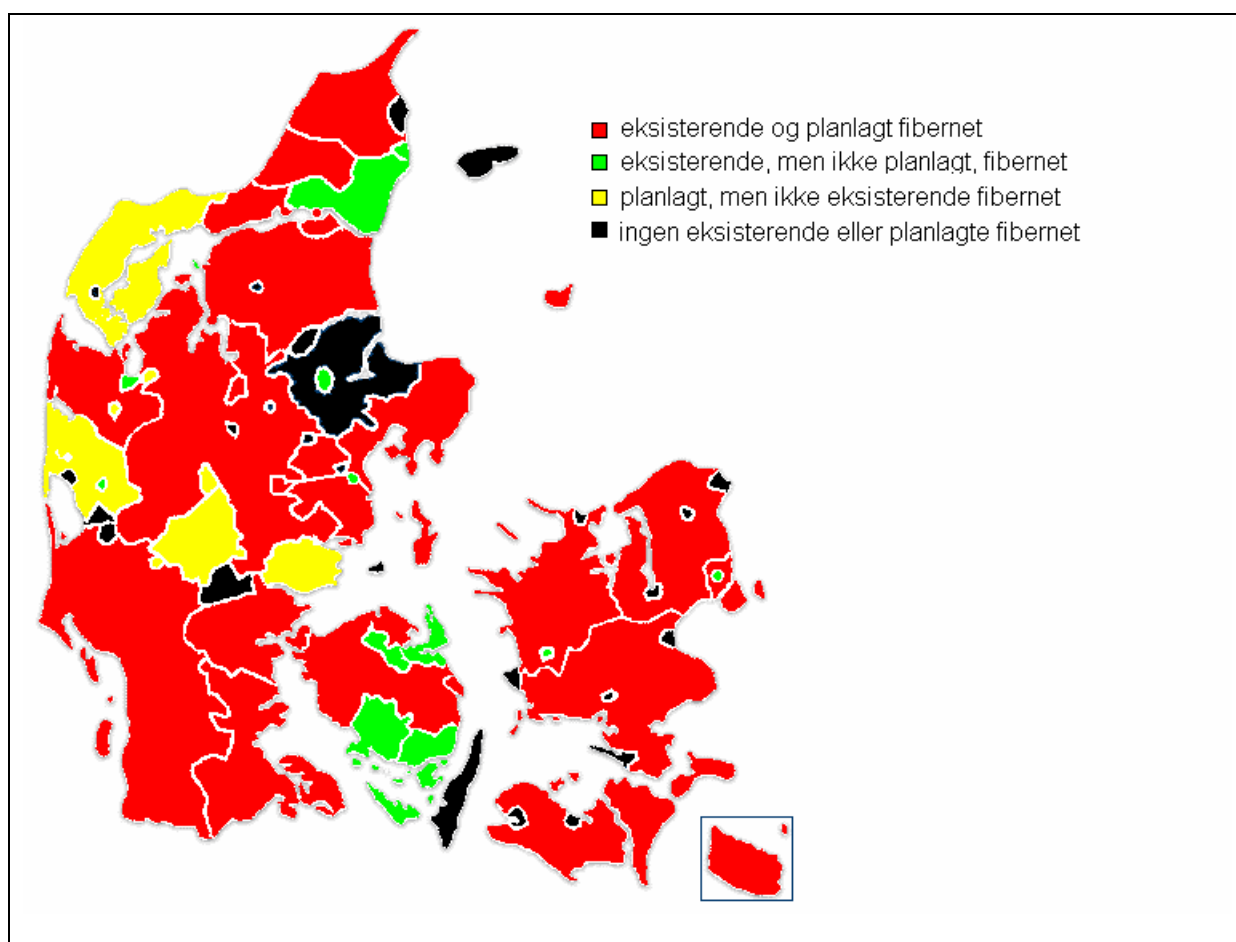 eksisterende og planlagt fibernet
eksisterende, men ikke planlagt, fibernet
planlagt, men ikke eksisterende fibernet
ingen eksisterende eller planlagte fibernet